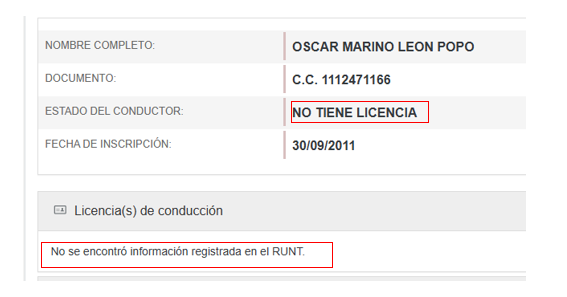 NOMBRE COMPLETO: OSCAR MARINO LEON POPO
DOCUMENTO: C.C. 1112471166
ESTADO DEL CONDUCTOR: NO TIENE LICENCIA
FECHA DE INSCRIPCIÓN: 30/09/2011
Licencia(s) de conducción
No se encontró información registrada en el RUNT.